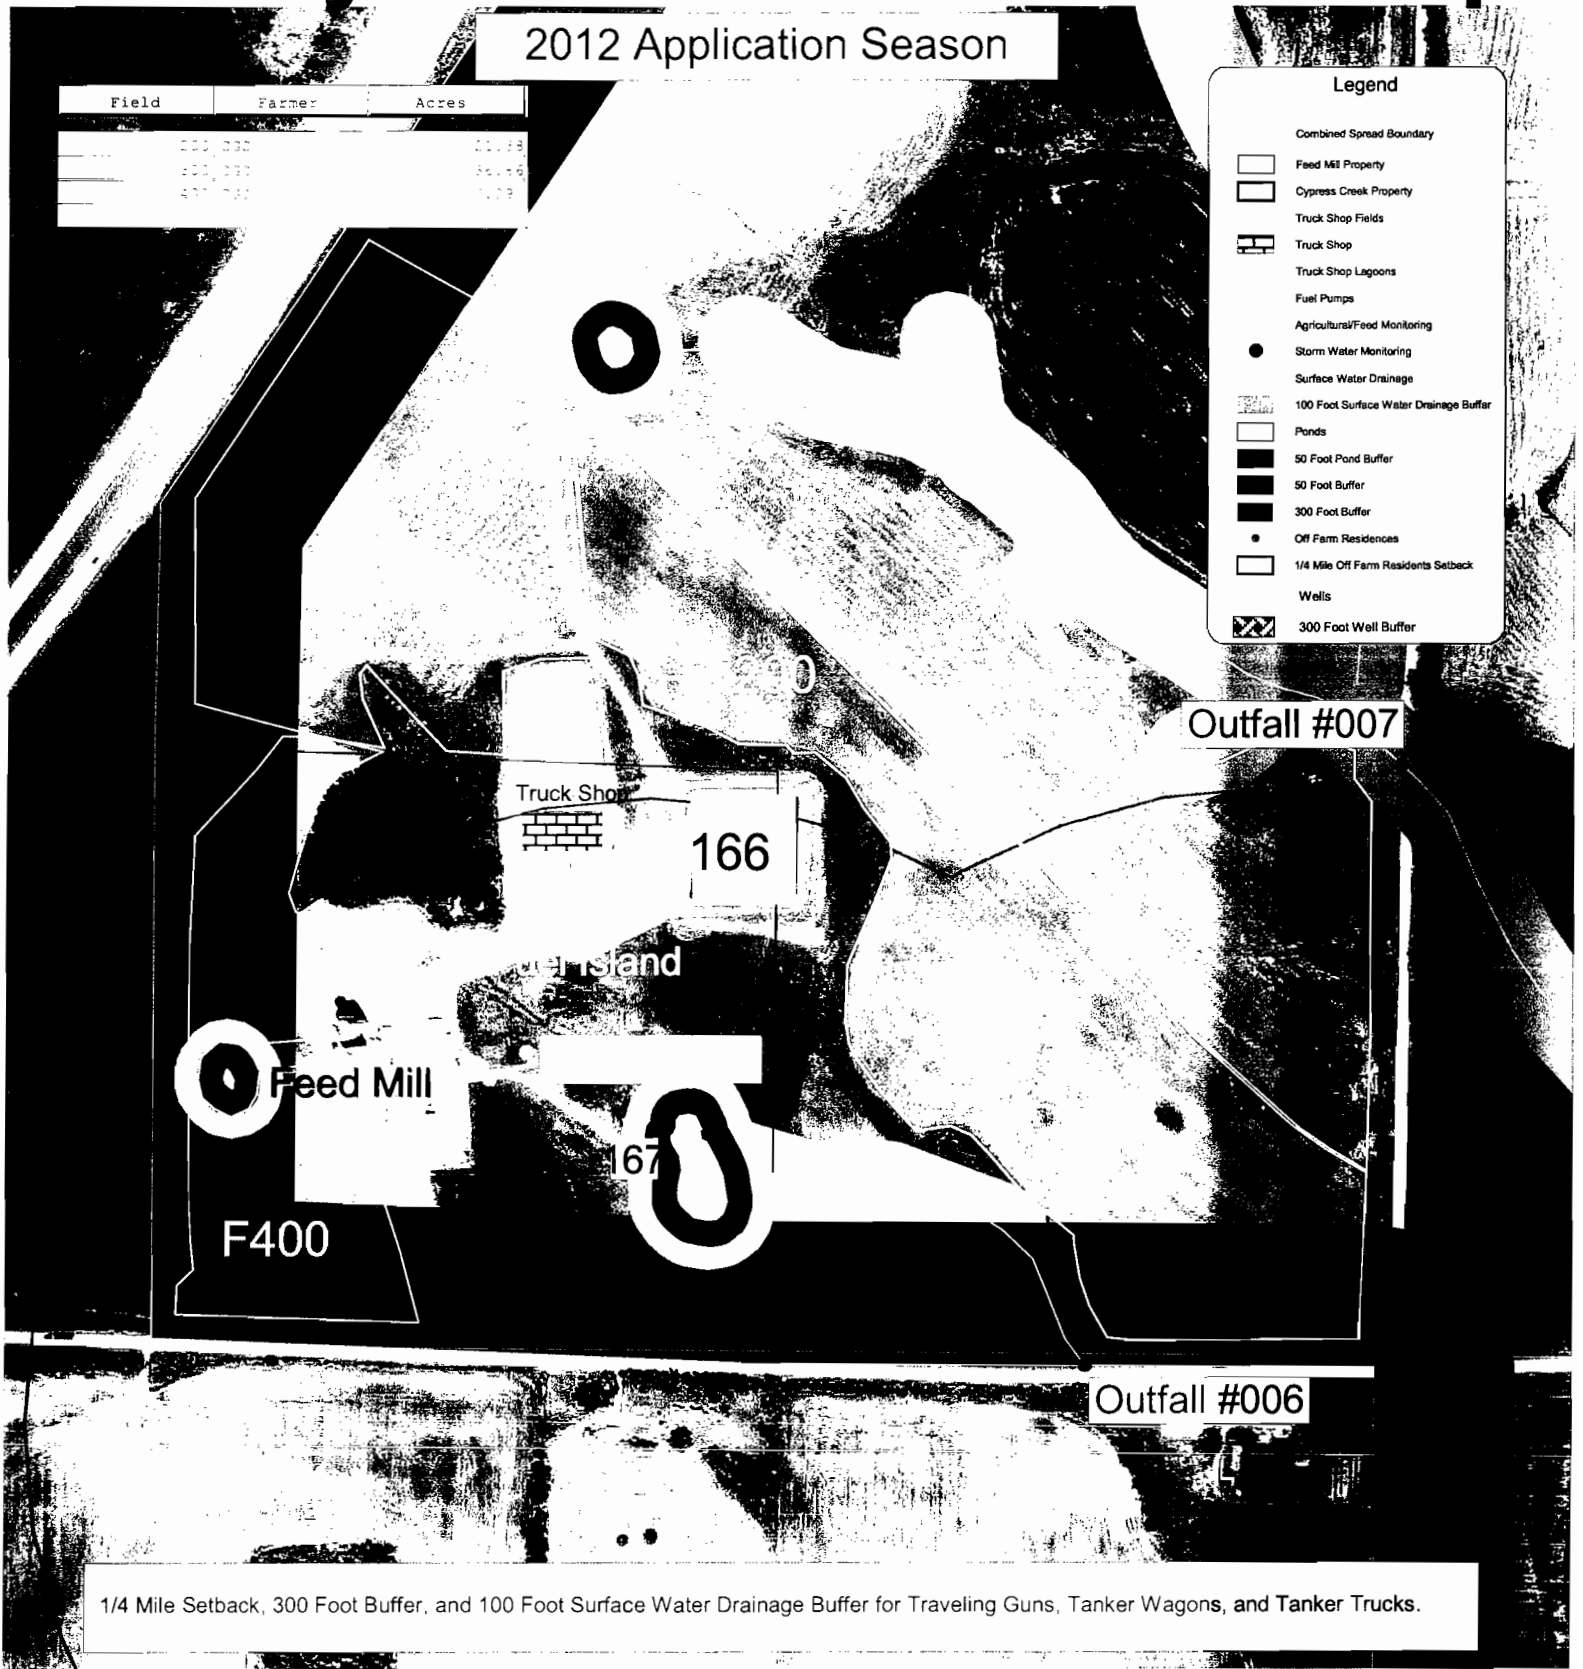 2012 Application Season
Field Farmer Acres
Legend
Combined Spread Boundary
Feed Mill Property
Cypress Creek Property
Truck Shop Fields
Truck Shop
Truck Shop Lagoons
Fuel Pumps
Agricultural/Feed Monitoring
Storm Water Monitoring
Surface Water Drainage
100 Foot Surface Water Drainage Buffer
Ponds
50 Foot Pond Buffer
50 Foot Buffer
300 Foot Buffer
Off Farm Residences
1/4 Mile Off Farm Residents Setback
Wells
300 Foot Well Buffer
Outfall #007
Truck Shop
166
Island
Feed Mill
167
F400
Outfall #006
1/4 Mile Setback, 300 Foot Buffer, and 100 Foot Surface Water Drainage Buffer for Traveling Guns, Tanker Wagons, and Tanker Trucks.